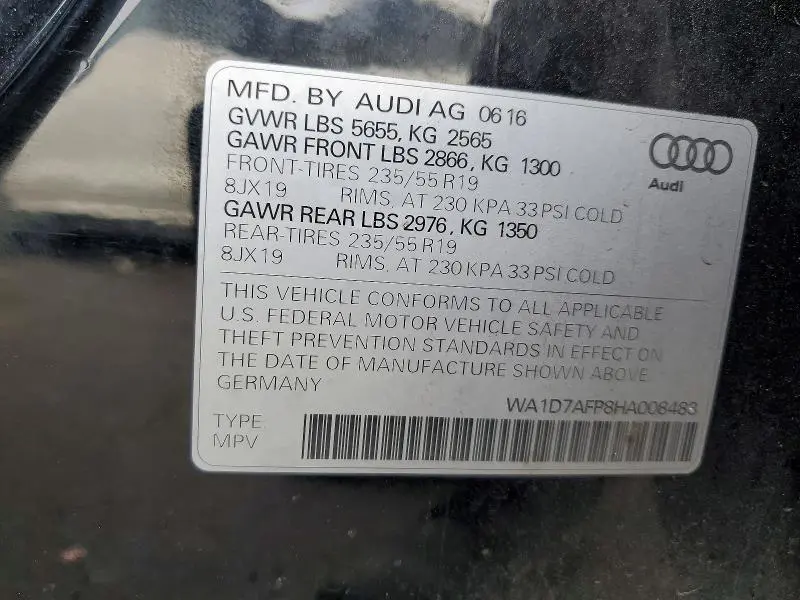 MFD. BY AUDI AG 06 16
GVWR LBS 5655, KG 2565
GAWR FRONT LBS 2866, KG 1300
FRONT-TIRES 235/55 R19
8JX19 RIMS, AT 230 KPA 33 PSI COLD
GAWR REAR LBS 2976, KG 1350
REAR-TIRES 235/55 R19
8JX19 RIMS, AT 230 KPA 33 PSI COLD
Audi
THIS VEHICLE CONFORMS TO ALL APPLICABLE
U.S. FEDERAL MOTOR VEHICLE SAFETY AND
THEFT PREVENTION STANDARDS IN EFFECT ON
THE DATE OF MANUFACTURE SHOWN ABOVE
GERMANY
WA1D7AFP8HA008483
TYPE
MPV